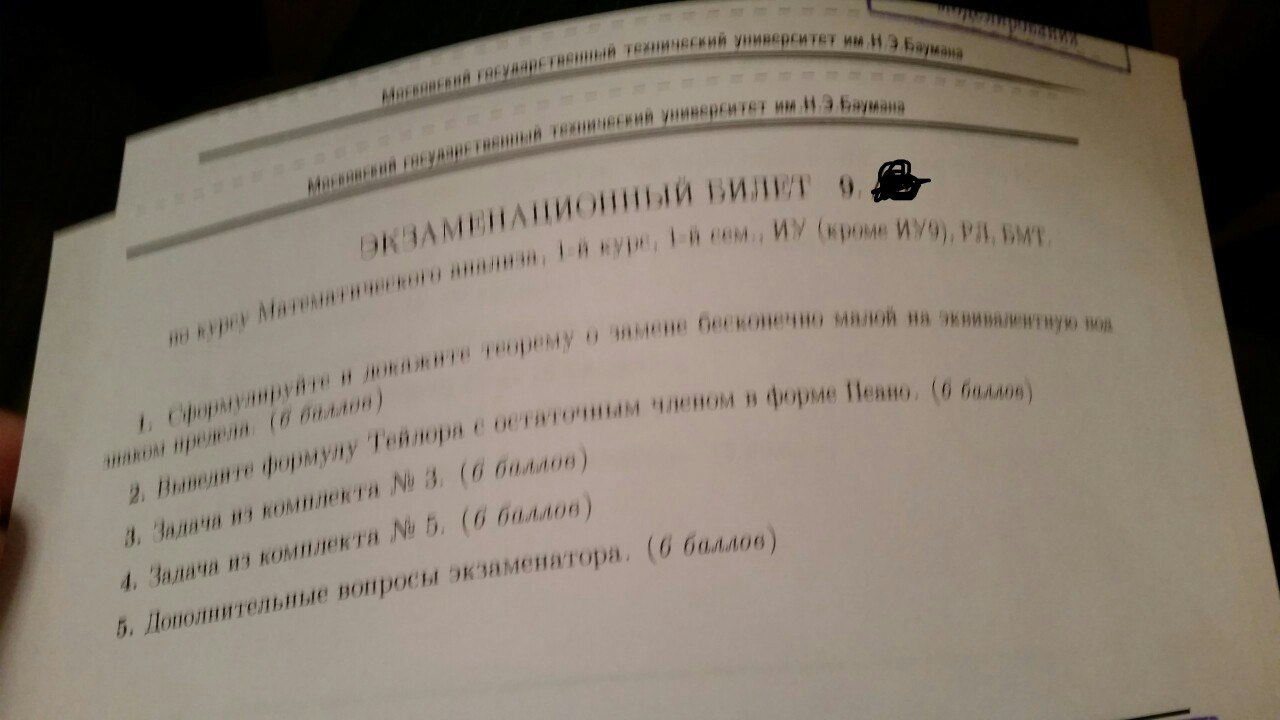 моделирования
Московский государственный технический университет им.Н.Э.Баумана
Московский государственный технический университет им.Н.Э.Баумана
ЭКЗАМЕНАЦИОННЫЙ БИЛЕТ 9.
по курсу Математического анализа, 1-й курс, 1-й сем., ИУ (кроме ИУ9), РЛ, БМТ.
1. Сформулируйте и докажите теорему о замене бесконечно малой на эквивалентную под
знаком предела. (6 баллов)
2. Выведите формулу Тейлора с остаточным членом в форме Пеано. (6 баллов)
3. Задача из комплекта № 3. (6 баллов)
4. Задача из комплекта № 5. (6 баллов)
5. Дополнительные вопросы экзаменатора. (6 баллов)